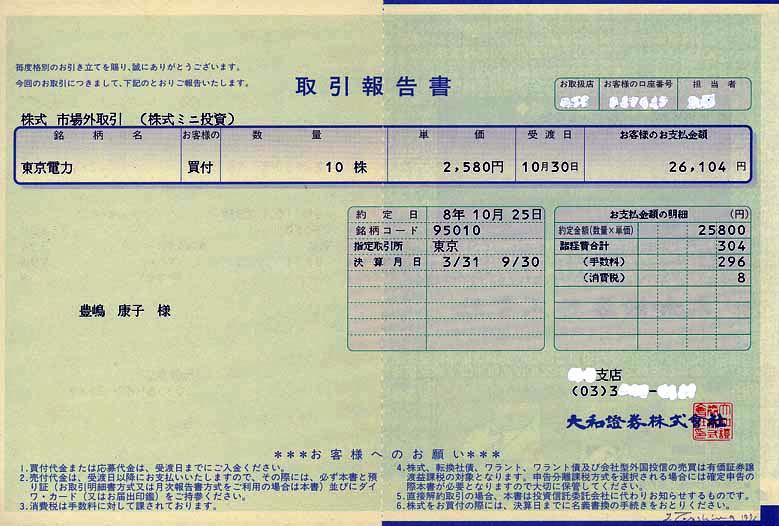 毎度格別のお引き立てを賜り、誠にありがとうございます。
今回のお取引につきまして、下記のとおりご報告いたします。
取引報告書
お取扱店 お客様の口座番号 担当者
株式 市場外取引 (株式ミニ投資)
銘柄名 お客様の 数量 単価 受渡日 お客様のお支払金額
東京電力 買付 10 株 2,580円 10月30日 26,104 円
約定日 8年 10月 25日
銘柄コード 95010
指定取引所 東京
決算月日 3/31 9/30
お支払金額の明細 (円)
約定金額(数量×単価) 25800
諸経費合計 304
(手数料) 296
(消費税) 8
豊嶋 康子 様
支店
(03)3
大和證券株式會社
***お客様へのお願い***
1.買付代金または応募代金は、受渡日までにご入金ください。
2.売付代金は、受渡日以降にお支払いいたしますので、その際には、必ず本書と預
り証(お取引明細書方式又は月次報告書方式をご利用の場合は本書)並びにダイ
ワ・カード(又はお届出印鑑)をご持参ください。
3.消費税は手数料に対して課されております。
4.株式、転換社債、ワラント、ワラント債及び会社型外国投信の売買は有価証券譲
渡益課税の対象となります。申告分離課税方式を選択される場合には確定申告の
際本書が必要となりますので大切に保管してください。
5.直接解約取引の場合、本書は投資信託委託会社に代わりお知らせするものです。
6.株式をお買付の際には、決算日までに名義書換の手続きをおとりください。